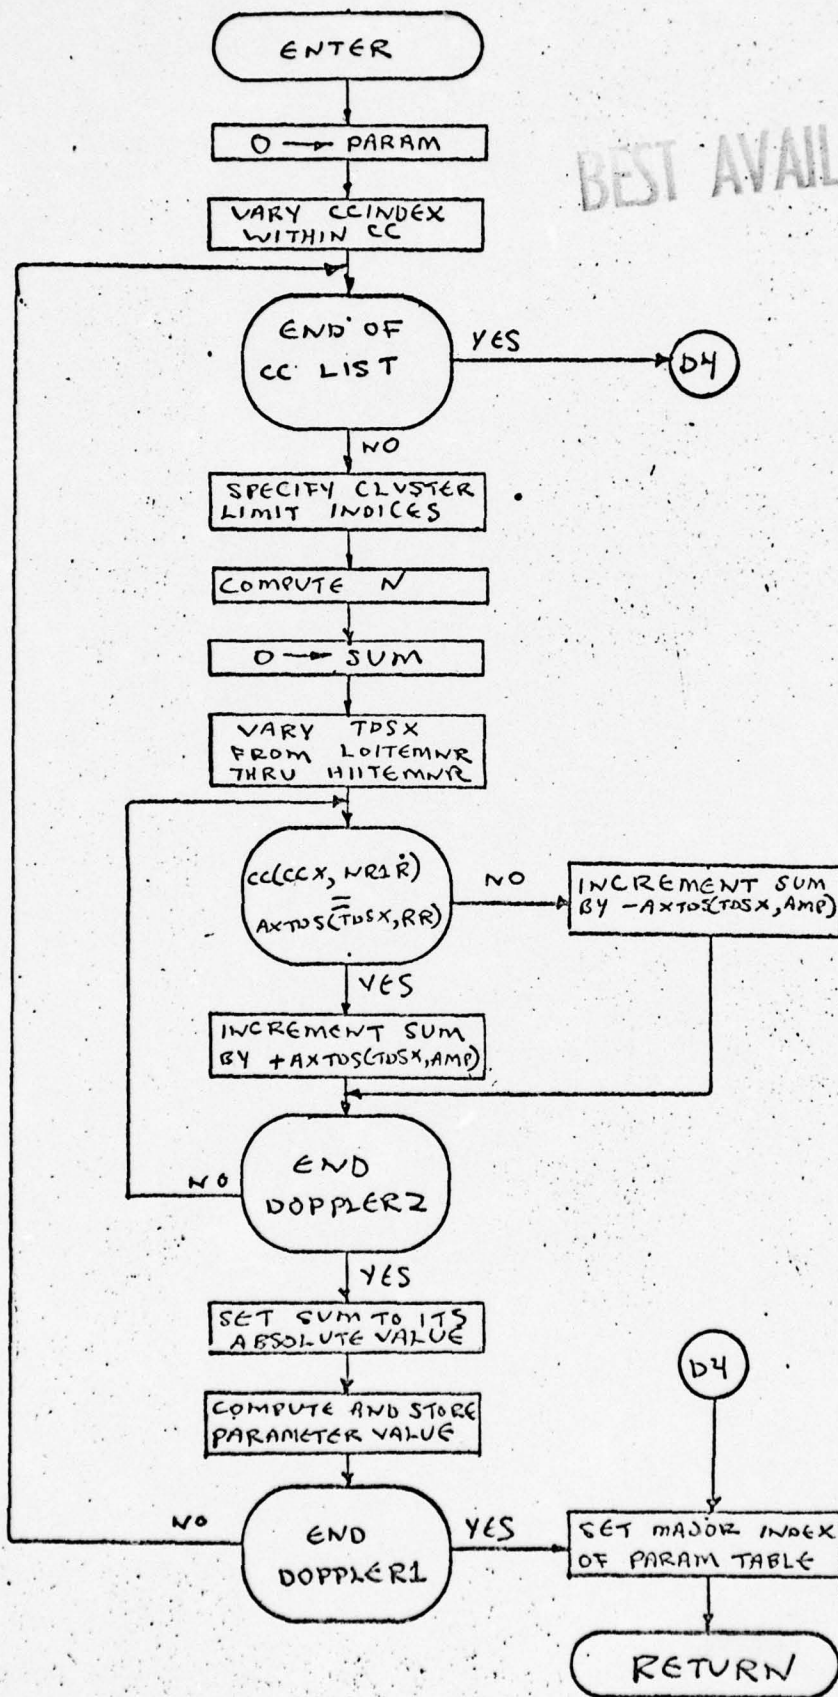 ENTER
BEST AVAIL
0 → PARAM
VARY CCINDEX
WITHIN CC
END OF
CC LIST
YES
D4
NO
SPECIFY CLUSTER
LIMIT INDICES
COMPUTE N
0 → SUM
VARY TDSX
FROM LOITEMNR
THRU HIITEMNR
CC(CCX, NR1Ṙ)
=
AXTDS(TDSX, RR)
NO
INCREMENT SUM
BY -AXTDS(TDSX, AMP)
YES
INCREMENT SUM
BY +AXTDS(TDSX, AMP)
END
DOPPLER2
NO
YES
SET SUM TO ITS
ABSOLUTE VALUE
D4
COMPUTE AND STORE
PARAMETER VALUE
NO
END
DOPPLER1
YES
SET MAJOR INDEX
OF PARAM TABLE
RETURN